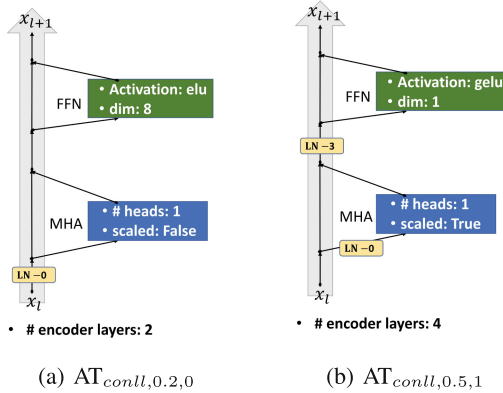 x_{l+1}
• Activation: elu
• dim: 8
FFN
• # heads: 1
• scaled: False
MHA
LN −0
x_l
• # encoder layers: 2
(a) AT_{conll,0.2,0}
x_{l+1}
• Activation: gelu
• dim: 1
FFN
LN −3
• # heads: 1
• scaled: True
MHA
LN −0
x_l
• # encoder layers: 4
(b) AT_{conll,0.5,1}